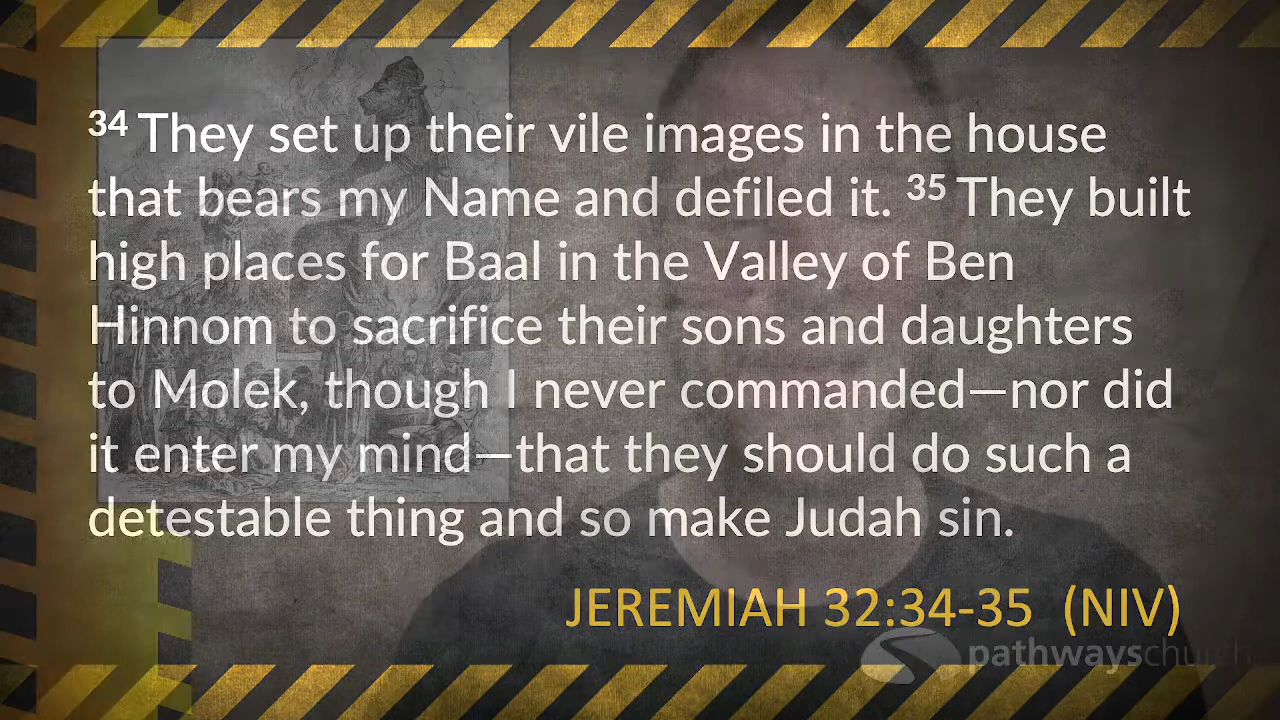 34 They set up their vile images in the house
that bears my Name and defiled it. 35 They built
high places for Baal in the Valley of Ben
Hinnom to sacrifice their sons and daughters
to Molek, though I never commanded—nor did
it enter my mind—that they should do such a
detestable thing and so make Judah sin.
JEREMIAH 32:34-35 (NIV)
pathwayschurch